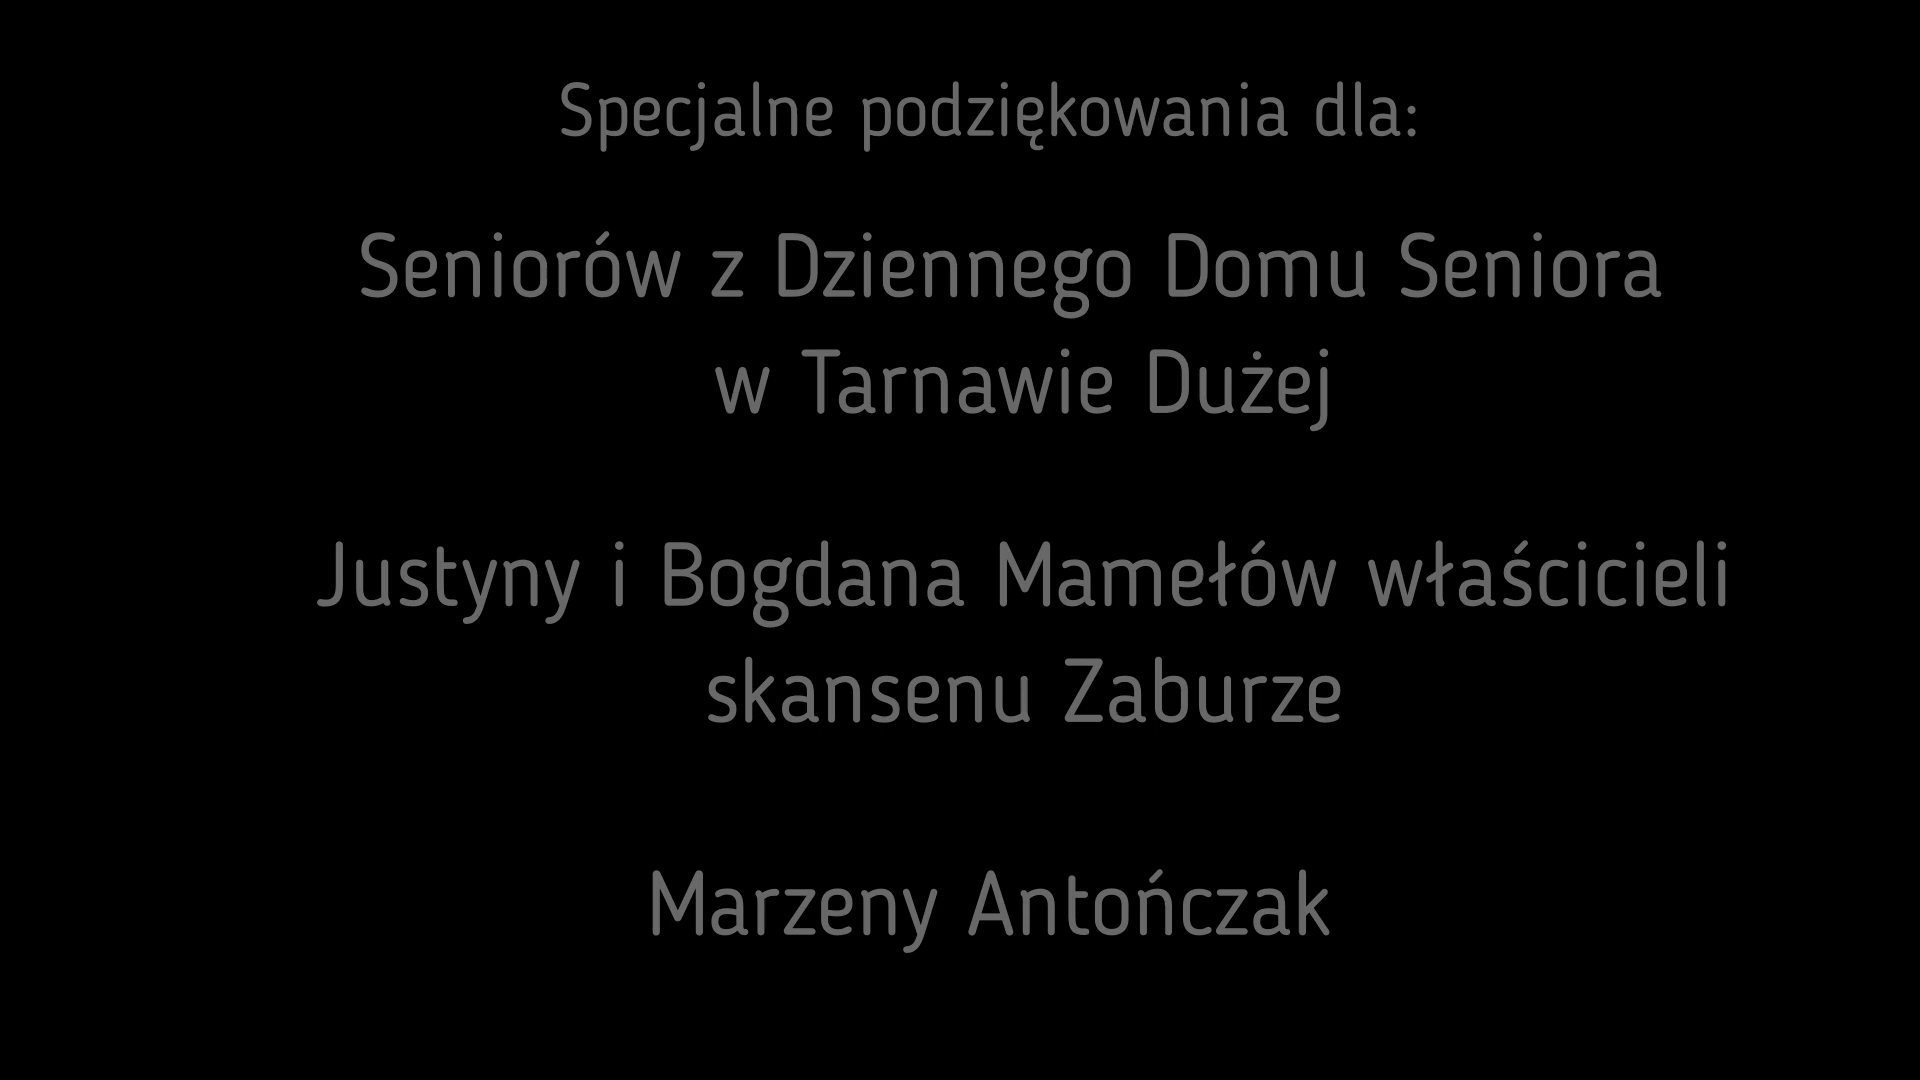 Specjalne podziękowania dla:
Seniorów z Dziennego Domu Seniora
w Tarnawie Dużej
Justyny i Bogdana Mamełów właścicieli
skansenu Zaburze
Marzeny Antończak